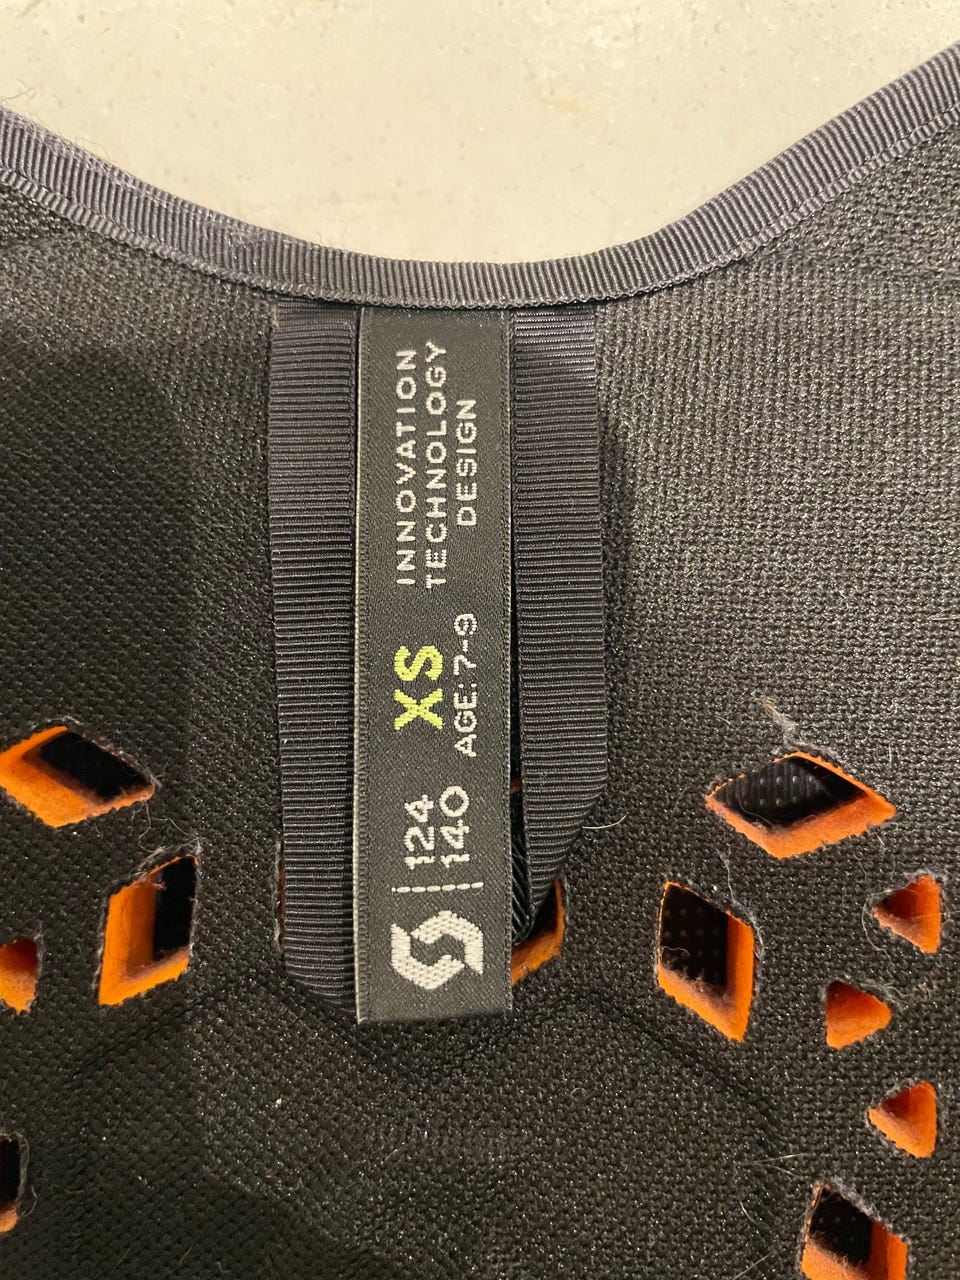 124
140
XS
AGE: 7-9
INNOVATION
TECHNOLOGY
DESIGN